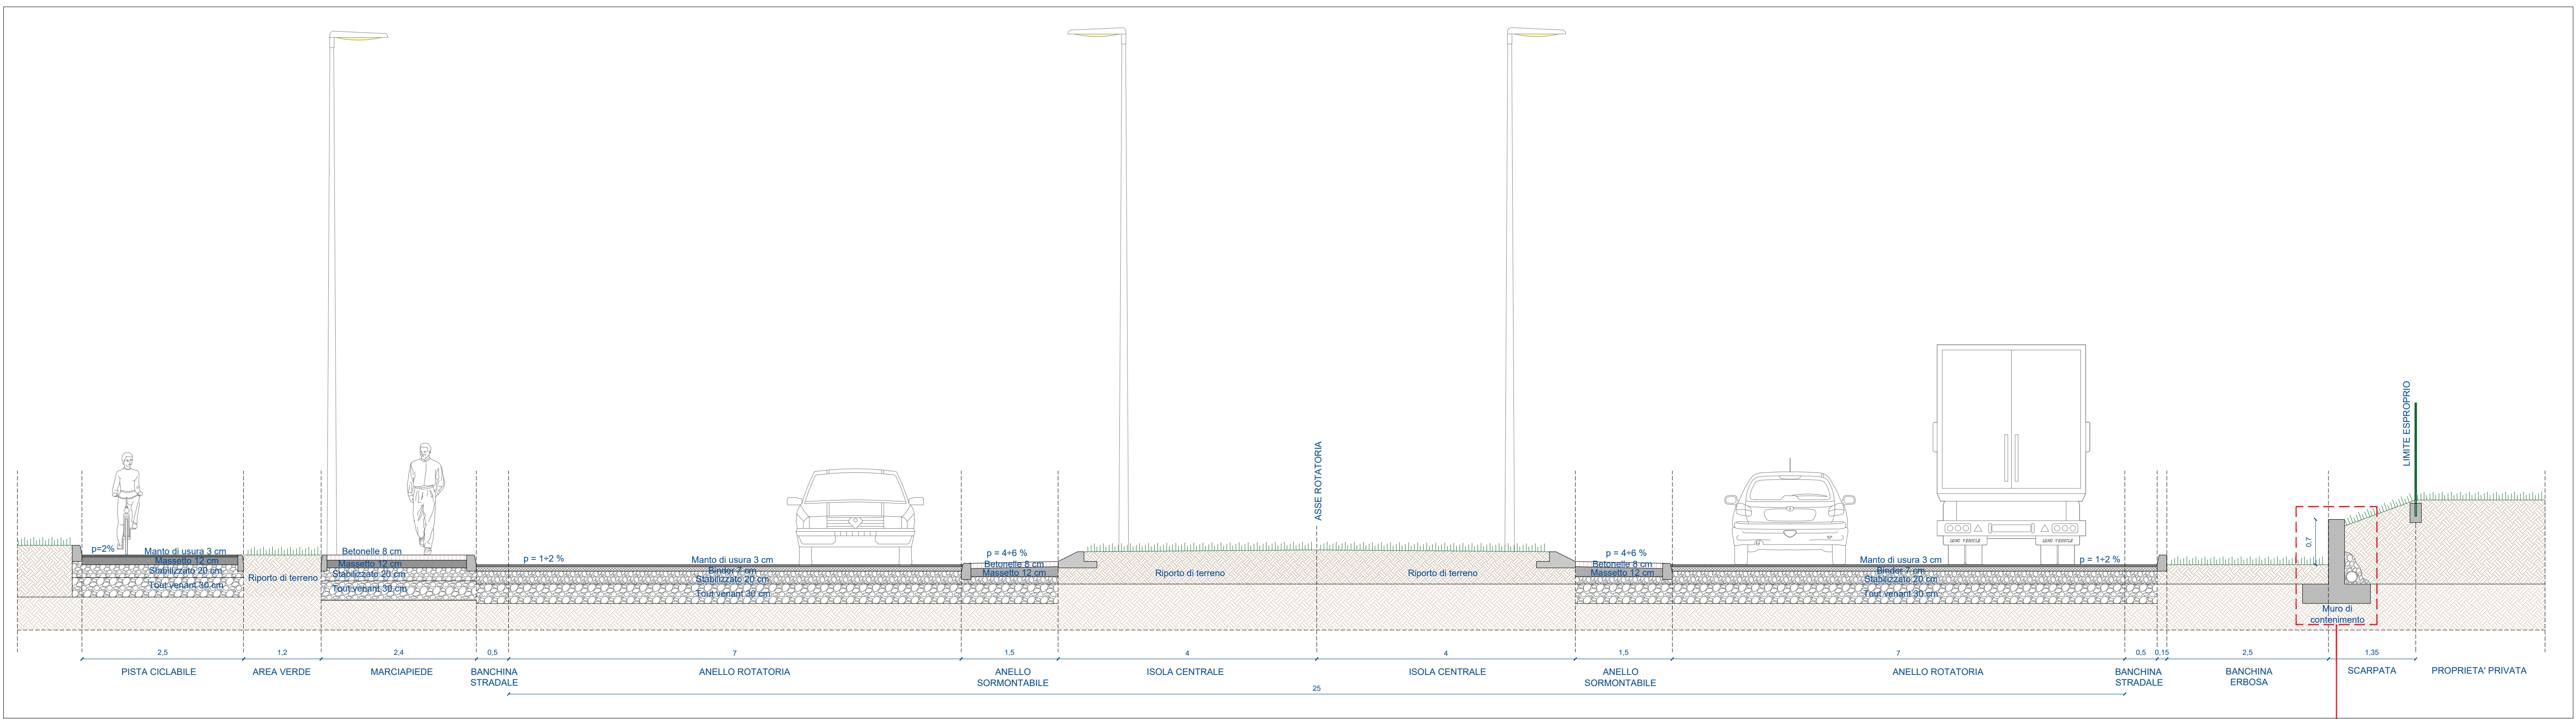 LIMITE ESPROPRIO
ASSE ROTATORIA
p=2%
Manto di usura 3 cm
Massetto 12 cm
Stabilizzato 20 cm
Tout venant 30 cm
Riporto di terreno
Betonelle 8 cm
Massetto 12 cm
Stabilizzato 20 cm
Tout venant 30 cm
p = 1÷2 %
Manto di usura 3 cm
Binder 7 cm
Stabilizzato 20 cm
Tout venant 30 cm
p = 4÷6 %
Betonelle 8 cm
Massetto 12 cm
Riporto di terreno
Riporto di terreno
p = 4÷6 %
Betonelle 8 cm
Massetto 12 cm
LONG VEHICLE
LONG VEHICLE
Manto di usura 3 cm
Binder 7 cm
Stabilizzato 20 cm
Tout venant 30 cm
p = 1÷2 %
0,7
Muro di
contenimento
2,5
1,2
2,4
0,5
7
1,5
4
4
1,5
7
0,5
0,15
2,5
1,35
PISTA CICLABILE
AREA VERDE
MARCIAPIEDE
BANCHINA
STRADALE
ANELLO ROTATORIA
ANELLO
SORMONTABILE
ISOLA CENTRALE
ISOLA CENTRALE
ANELLO
SORMONTABILE
ANELLO ROTATORIA
BANCHINA
STRADALE
BANCHINA
ERBOSA
SCARPATA
PROPRIETA' PRIVATA
25